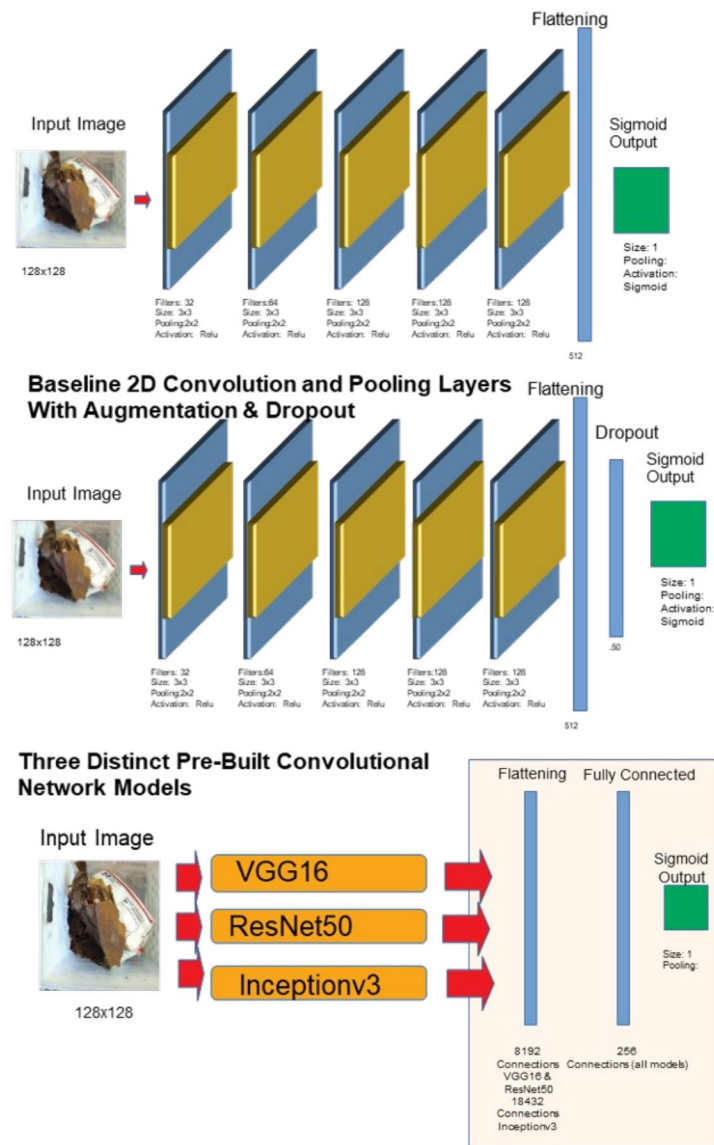 Flattening
Input Image
Sigmoid
Output
128x128
Size: 1
Pooling:
Activation:
Sigmoid
Filters: 32
Size: 3x3
Pooling:2x2
Activation: Relu
Filters:64
Size: 3x3
Pooling:2x2
Activation: Relu
Filters: 128
Size: 3x3
Pooling:2x2
Activation: Relu
Filters:128
Size: 3x3
Pooling:2x2
Activation: Relu
Filters: 128
Size: 3x3
Pooling:2x2
Activation: Relu
512
Baseline 2D Convolution and Pooling Layers
With Augmentation & Dropout
Flattening
Dropout
Input Image
Sigmoid
Output
128x128
Size: 1
Pooling:
Activation:
Sigmoid
.50
Filters: 32
Size: 3x3
Pooling:2x2
Activation: Relu
Filters:64
Size: 3x3
Pooling:2x2
Activation: Relu
Filters: 128
Size: 3x3
Pooling:2x2
Activation: Relu
Filters:128
Size: 3x3
Pooling:2x2
Activation: Relu
Filters: 128
Size: 3x3
Pooling:2x2
Activation: Relu
512
Three Distinct Pre-Built Convolutional
Network Models
Flattening
Fully Connected
Input Image
VGG16
ResNet50
Inceptionv3
Sigmoid
Output
128x128
Size: 1
Pooling:
8192
Connections
VGG16 &
ResNet50
18432
Connections
Inceptionv3
256
Connections (all models)